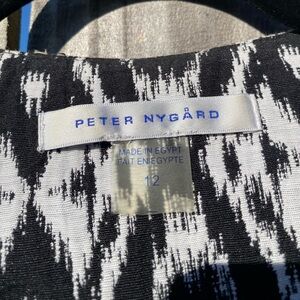 PETER NYGÅRD
MADE IN EGYPT
FAIT EN EGYPTE
12